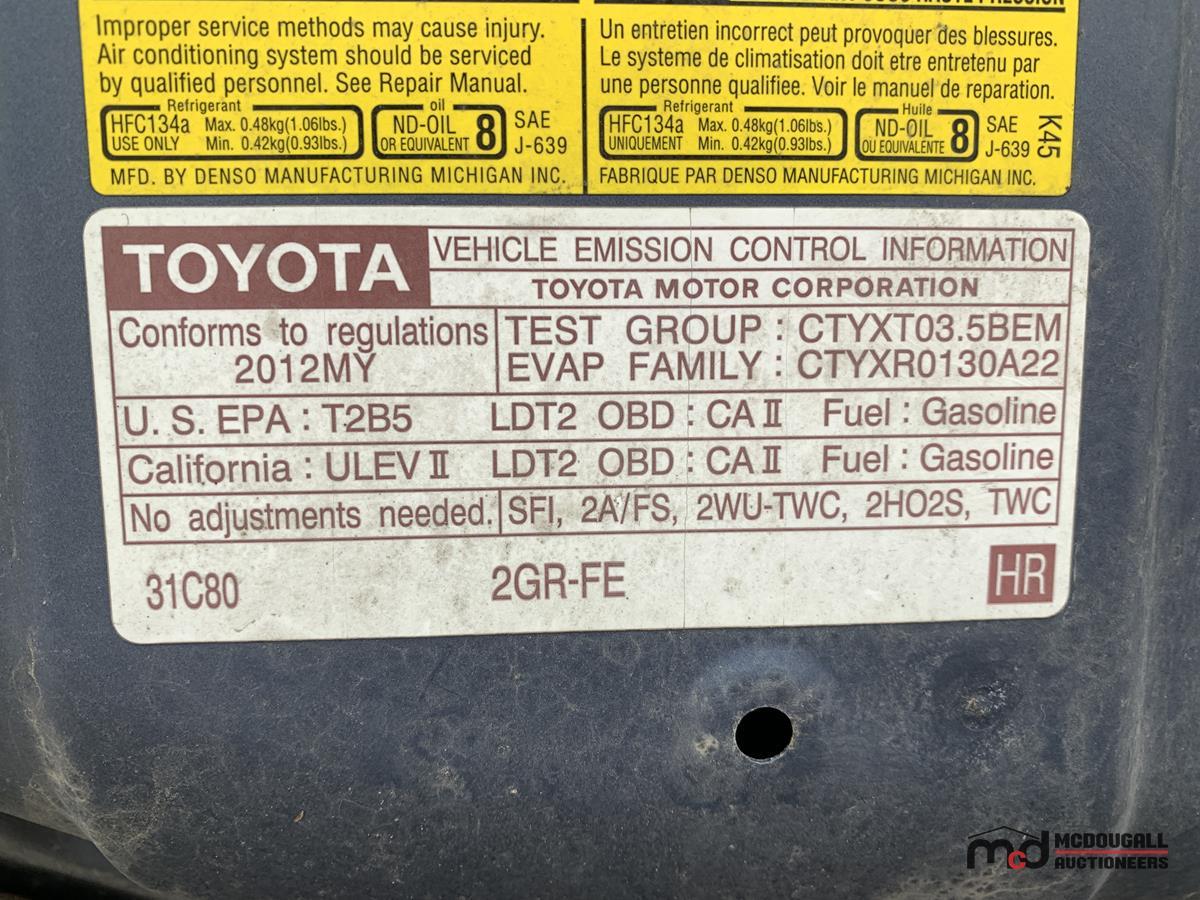 Improper service methods may cause injury.
Air conditioning system should be serviced
by qualified personnel. See Repair Manual.
Refrigerant
HFC134a Max. 0.48kg(1.06lbs.)
USE ONLY Min. 0.42kg(0.93lbs.)
oil
ND-OIL 8
OR EQUIVALENT
SAE
J-639
MFD. BY DENSO MANUFACTURING MICHIGAN INC.
Un entretien incorrect peut provoquer des blessures.
Le systeme de climatisation doit etre entretenu par
une personne qualifiee. Voir le manuel de reparation.
Refrigerant
HFC134a Max. 0.48kg(1.06lbs.)
UNIQUEMENT Min. 0.42kg(0.93lbs.)
Huile
ND-OIL 8
OU EQUIVALENTE
SAE
J-639
K45
FABRIQUE PAR DENSO MANUFACTURING MICHIGAN INC.
TOYOTA VEHICLE EMISSION CONTROL INFORMATION
TOYOTA MOTOR CORPORATION
Conforms to regulations
2012MY
TEST GROUP : CTYXT03.5BEM
EVAP FAMILY : CTYXR0130A22
U. S. EPA : T2B5 LDT2 OBD : CA II Fuel : Gasoline
California : ULEV II LDT2 OBD : CA II Fuel : Gasoline
No adjustments needed. SFI, 2A/FS, 2WU-TWC, 2HO2S, TWC
31C80 2GR-FE HR
mcd MCDOUGALL
AUCTIONEERS